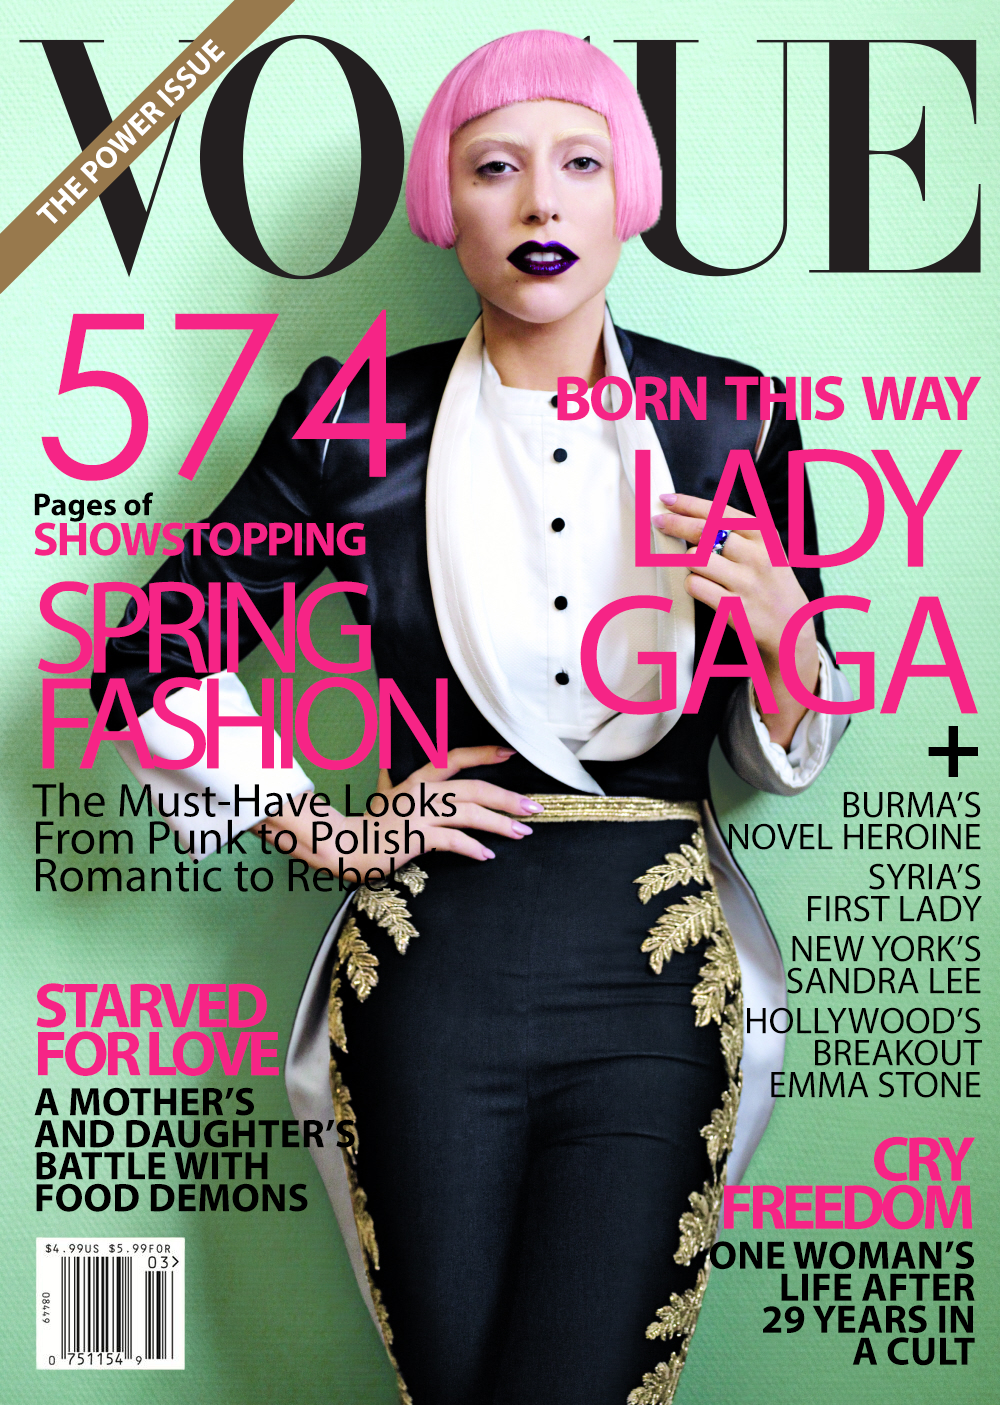 VOGUE
THE POWER ISSUE
574
Pages of
SHOWSTOPPING
SPRING
FASHION
The Must-Have Looks
From Punk to Polish,
Romantic to Rebel
STARVED
FOR LOVE
A MOTHER'S
AND DAUGHTER'S
BATTLE WITH
FOOD DEMONS
$4.99US $5.99FOR
03>
08449
0 751154 9
BORN THIS WAY
LADY
GAGA
+
BURMA'S
NOVEL HEROINE
SYRIA'S
FIRST LADY
NEW YORK'S
SANDRA LEE
HOLLYWOOD'S
BREAKOUT
EMMA STONE
CRY
FREEDOM
ONE WOMAN'S
LIFE AFTER
29 YEARS IN
A CULT